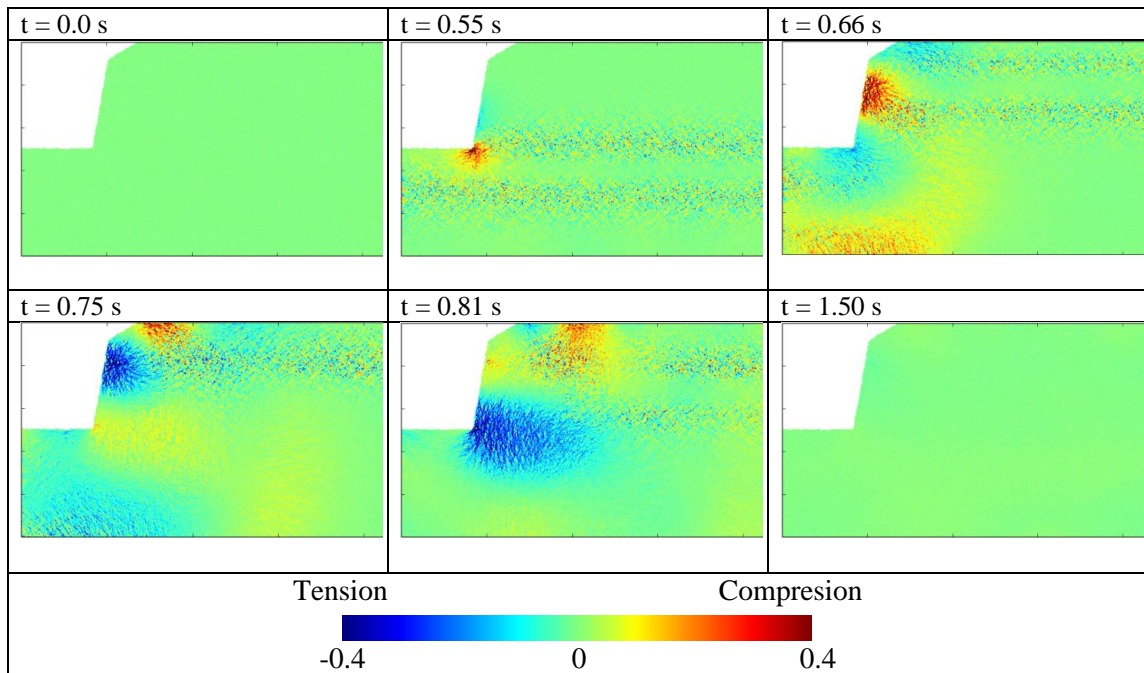 t = 0.0 s
t = 0.55 s
t = 0.66 s
t = 0.75 s
t = 0.81 s
t = 1.50 s
Tension Compresion
-0.4 0 0.4